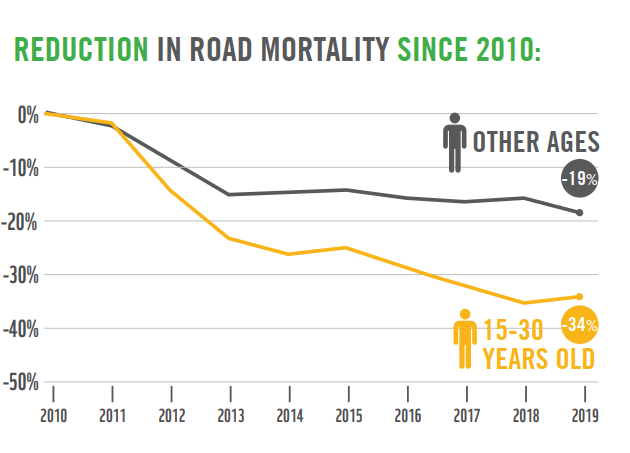 REDUCTION IN ROAD MORTALITY SINCE 2010:
0%
-10%
-20%
-30%
-40%
-50%
OTHER AGES
-19%
15-30
YEARS OLD
-34%
2010 2011 2012 2013 2014 2015 2016 2017 2018 2019